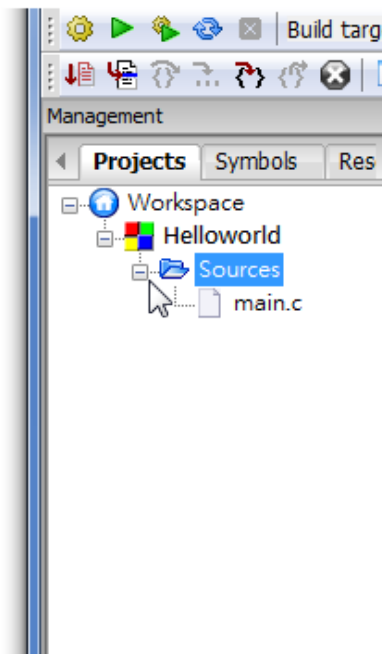 Build targ
Management
Projects Symbols Res
Workspace
Helloworld
Sources
main.c